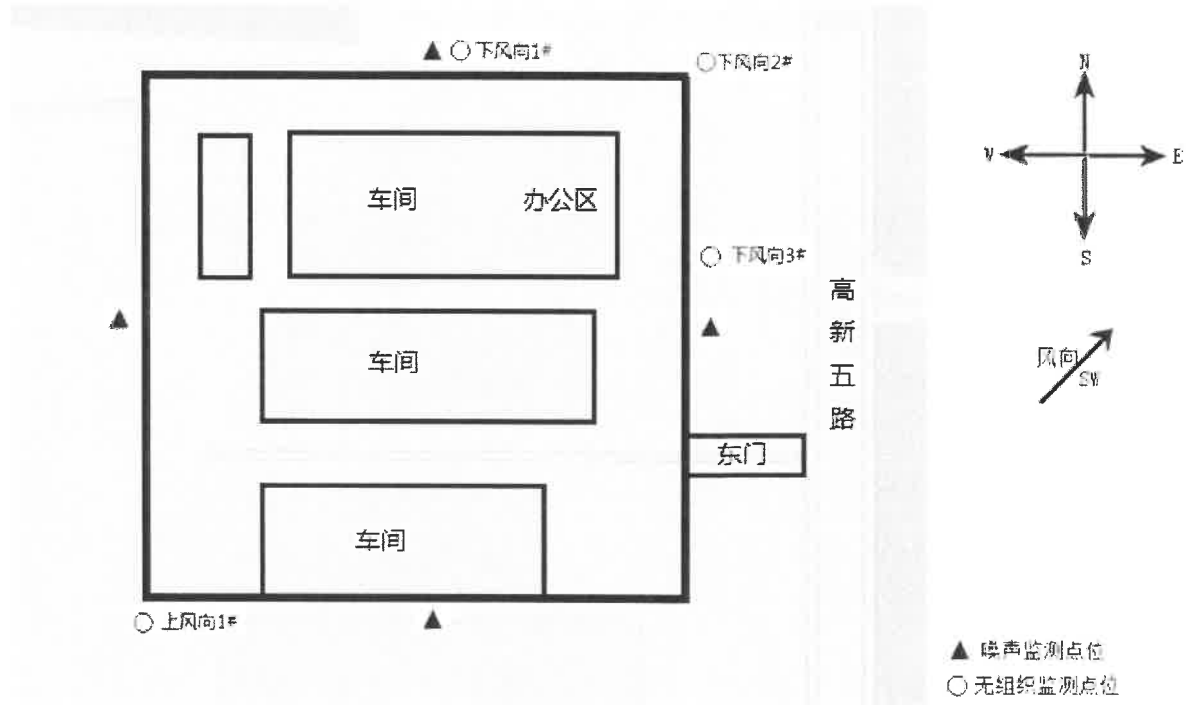 下风向1#
下风向2#
N
W
E
S
车间
办公区
下风向3#
高新五路
车间
风向
SW
东门
车间
上风向1#
噪声监测点位
无组织监测点位